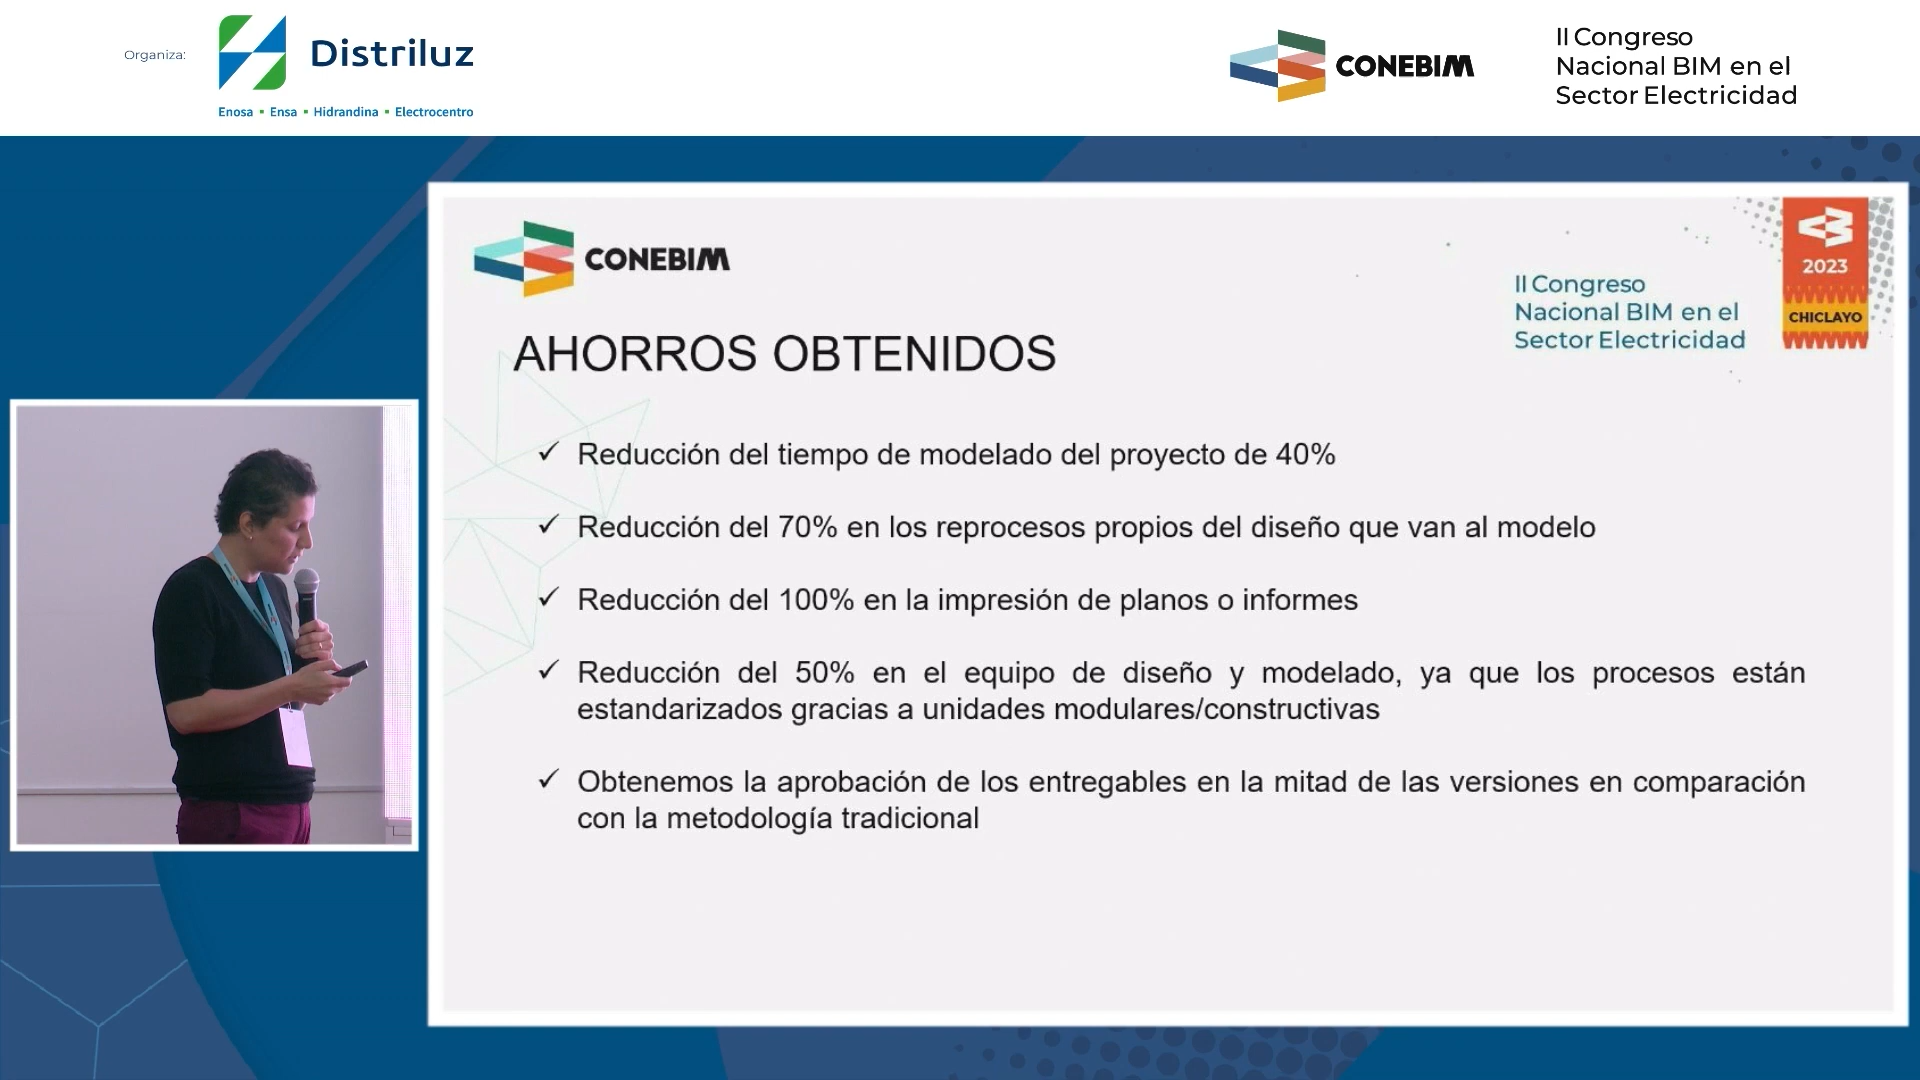 Organiza:
Distriluz
Enosa ▪ Ensa ▪ Hidrandina ▪ Electrocentro
CONEBIM
II Congreso
Nacional BIM en el
Sector Electricidad
CONEBIM
II Congreso
Nacional BIM en el
Sector Electricidad
2023
CHICLAYO
AHORROS OBTENIDOS
✓ Reducción del tiempo de modelado del proyecto de 40%
✓ Reducción del 70% en los reprocesos propios del diseño que van al modelo
✓ Reducción del 100% en la impresión de planos o informes
✓ Reducción del 50% en el equipo de diseño y modelado, ya que los procesos están
estandarizados gracias a unidades modulares/constructivas
✓ Obtenemos la aprobación de los entregables en la mitad de las versiones en comparación
con la metodología tradicional